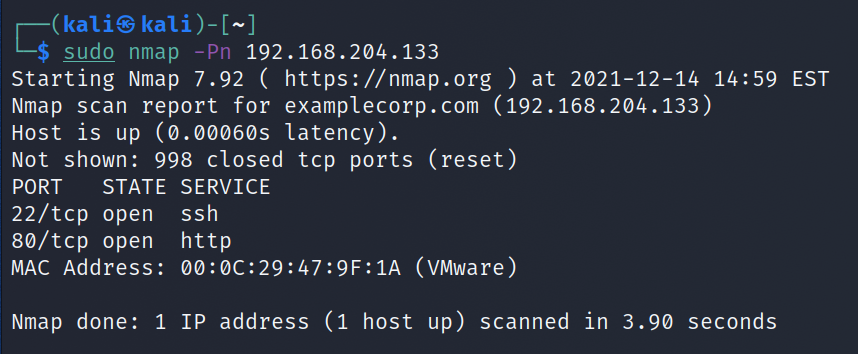 ┌──(kali㉿kali)-[~]
└─$ sudo nmap -Pn 192.168.204.133
Starting Nmap 7.92 ( https://nmap.org ) at 2021-12-14 14:59 EST
Nmap scan report for examplecorp.com (192.168.204.133)
Host is up (0.00060s latency).
Not shown: 998 closed tcp ports (reset)
PORT   STATE SERVICE
22/tcp open  ssh
80/tcp open  http
MAC Address: 00:0C:29:47:9F:1A (VMware)
Nmap done: 1 IP address (1 host up) scanned in 3.90 seconds